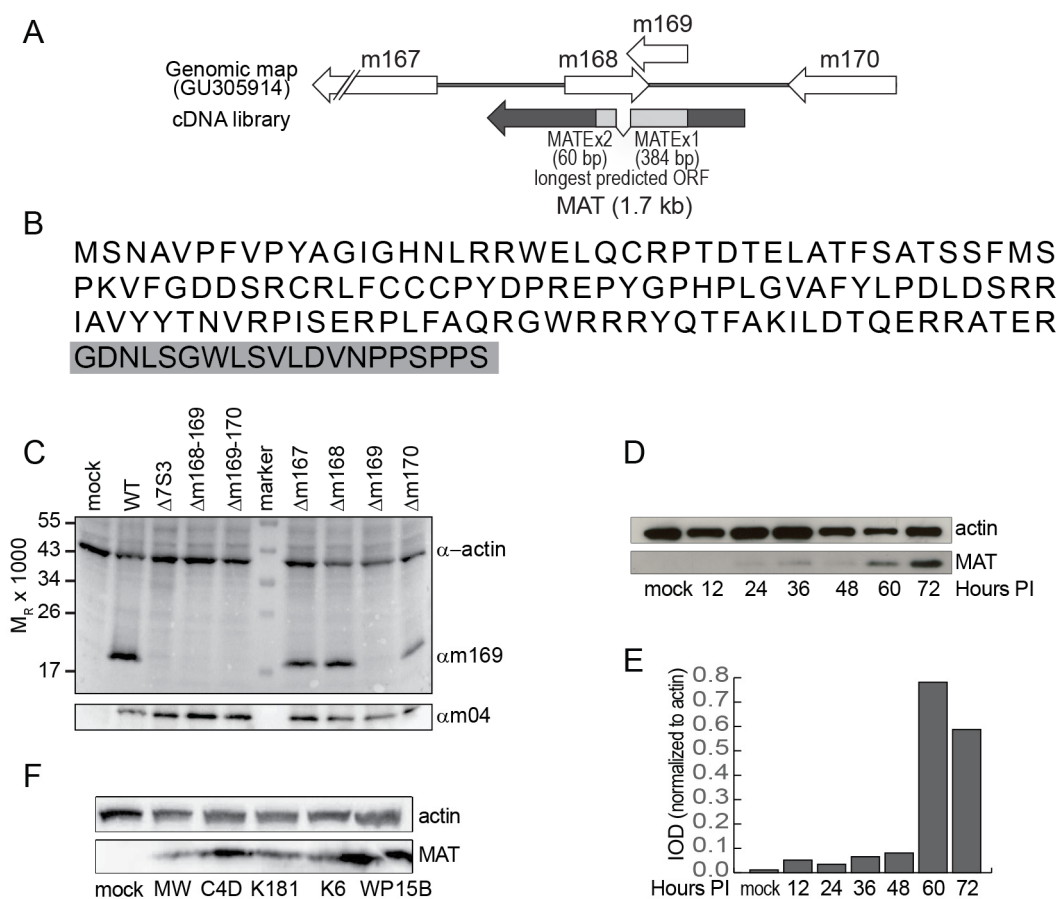 A
m169
m167
m168
m170
Genomic map
(GU305914)
cDNA library
MATEx2
(60 bp)
MATEx1
(384 bp)
longest predicted ORF
MAT (1.7 kb)
B
MSNAVPFVPYAGIGHNLRRWELQCRPTDTELATFSATSSFMS
PKVFGDDSRCRLFCCCPYDPREPYGPHPLGVAFYLPDLDSRR
IAVYYTNVRPISERPLFAQRGWRRRYQTFAKILDTQERRATER
GDNLSGWLSVLDVNPPSPPS
C
mock
WT
Δ7S3
Δm168-169
Δm169-170
marker
Δm167
Δm168
Δm169
Δm170
MR x 1000
55
43
34
26
17
α–actin
αm169
αm04
D
actin
MAT
mock 12 24 36 48 60 72 Hours PI
E
IOD (normalized to actin)
0.8
0.7
0.6
0.5
0.4
0.3
0.2
0.1
0.0
Hours PI mock 12 24 36 48 60 72
F
actin
MAT
mock MW C4D K181 K6 WP15B